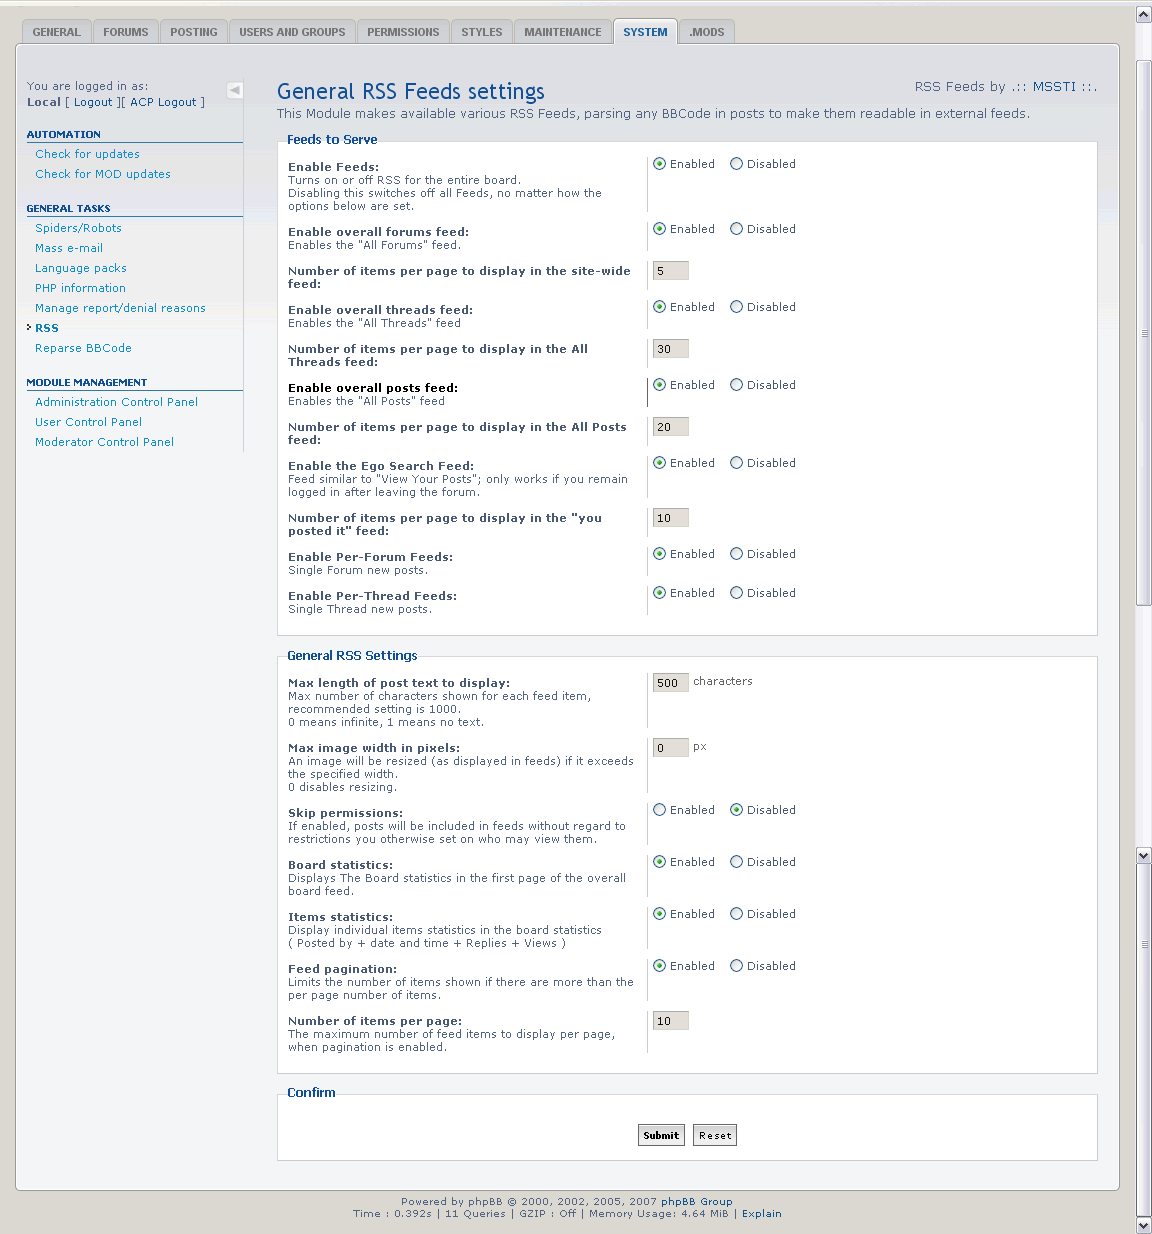 GENERAL FORUMS POSTING USERS AND GROUPS PERMISSIONS STYLES MAINTENANCE SYSTEM .MODS
You are logged in as:
Local [ Logout ][ ACP Logout ]
AUTOMATION
Check for updates
Check for MOD updates
GENERAL TASKS
Spiders/Robots
Mass e-mail
Language packs
PHP information
Manage report/denial reasons
RSS
Reparse BBCode
MODULE MANAGEMENT
Administration Control Panel
User Control Panel
Moderator Control Panel
General RSS Feeds settings
RSS Feeds by .:: MSSTI ::.
This Module makes available various RSS Feeds, parsing any BBCode in posts to make them readable in external feeds.
Feeds to Serve
Enable Feeds: Enabled Disabled
Turns on or off RSS for the entire board.
Disabling this switches off all Feeds, no matter how the
options below are set.
Enable overall forums feed: Enabled Disabled
Enables the "All Forums" feed.
Number of items per page to display in the site-wide 5
feed:
Enable overall threads feed: Enabled Disabled
Enables the "All Threads" feed
Number of items per page to display in the All 30
Threads feed:
Enable overall posts feed: Enabled Disabled
Enables the "All Posts" feed
Number of items per page to display in the All Posts 20
feed:
Enable the Ego Search Feed: Enabled Disabled
Feed similar to "View Your Posts"; only works if you remain
logged in after leaving the forum.
Number of items per page to display in the "you 10
posted it" feed:
Enable Per-Forum Feeds: Enabled Disabled
Single Forum new posts.
Enable Per-Thread Feeds: Enabled Disabled
Single Thread new posts.
General RSS Settings
Max length of post text to display: 500 characters
Max number of characters shown for each feed item,
recommended setting is 1000.
0 means infinite, 1 means no text.
Max image width in pixels: 0 px
An image will be resized (as displayed in feeds) if it exceeds
the specified width.
0 disables resizing.
Skip permissions: Enabled Disabled
If enabled, posts will be included in feeds without regard to
restrictions you otherwise set on who may view them.
Board statistics: Enabled Disabled
Displays The Board statistics in the first page of the overall
board feed.
Items statistics: Enabled Disabled
Display individual items statistics in the board statistics
( Posted by + date and time + Replies + Views )
Feed pagination: Enabled Disabled
Limits the number of items shown if there are more than the
per page number of items.
Number of items per page: 10
The maximum number of feed items to display per page,
when pagination is enabled.
Confirm
Submit Reset
Powered by phpBB © 2000, 2002, 2005, 2007 phpBB Group
Time : 0.392s | 11 Queries | GZIP : Off | Memory Usage: 4.64 MiB | Explain